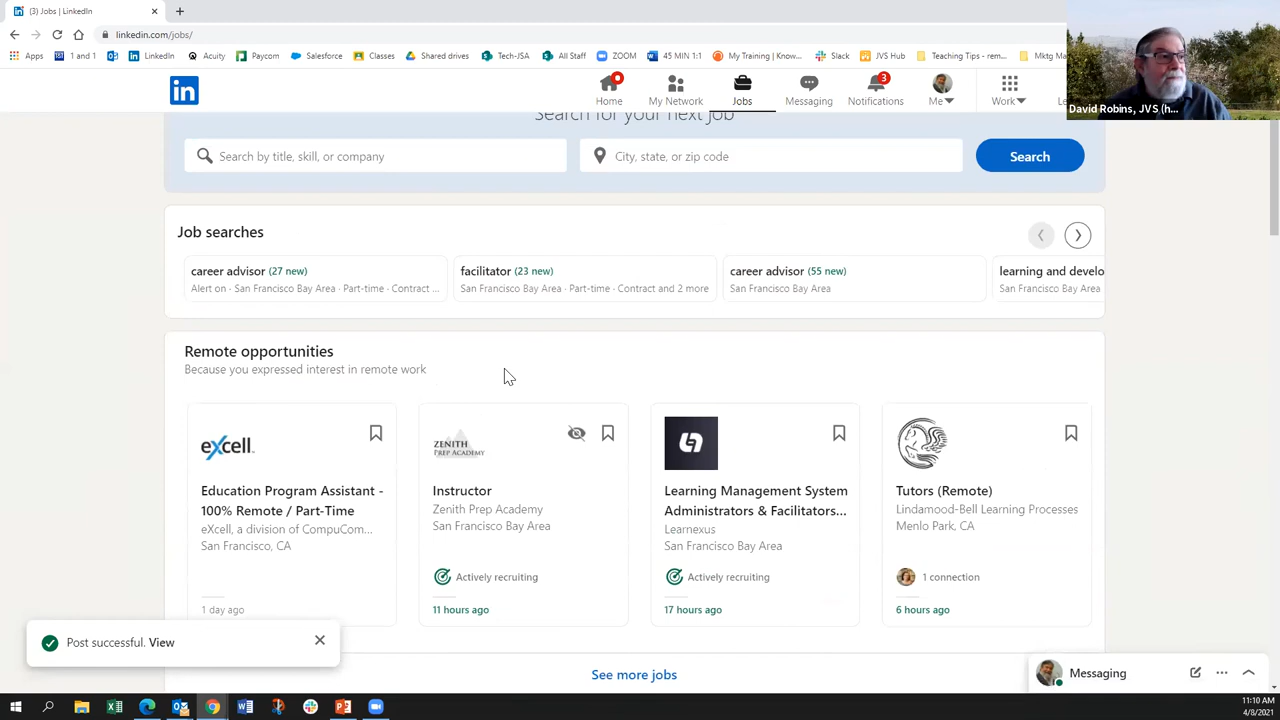 (3) Jobs | LinkedIn
linkedin.com/jobs/
Apps
1 and 1
LinkedIn
Acuity
Paycom
Salesforce
Classes
Shared drives
Tech-JSA
All Staff
ZOOM
45 MIN 1:1
My Training | Know...
Slack
JVS Hub
Teaching Tips - rem...
Mktg Ma
David Robins, JVS (h...
in
Home
My Network
Jobs
Messaging
3
Notifications
Me
Work
Search for your next job
Search by title, skill, or company
City, state, or zip code
Search
Job searches
career advisor (27 new)
Alert on · San Francisco Bay Area · Part-time · Contract ...
facilitator (23 new)
San Francisco Bay Area · Part-time · Contract and 2 more
career advisor (55 new)
San Francisco Bay Area
learning and develo
San Francisco Bay Area
Remote opportunities
Because you expressed interest in remote work
eXcell.
Education Program Assistant -
100% Remote / Part-Time
eXcell, a division of CompuCom...
San Francisco, CA
1 day ago
ZENITH
PREP ACADEMY
Instructor
Zenith Prep Academy
San Francisco Bay Area
Actively recruiting
11 hours ago
Learning Management System
Administrators & Facilitators...
Learnexus
San Francisco Bay Area
Actively recruiting
17 hours ago
Tutors (Remote)
Lindamood-Bell Learning Processes
Menlo Park, CA
1 connection
6 hours ago
Post successful. View
See more jobs
Messaging
11:10 AM
4/8/2021